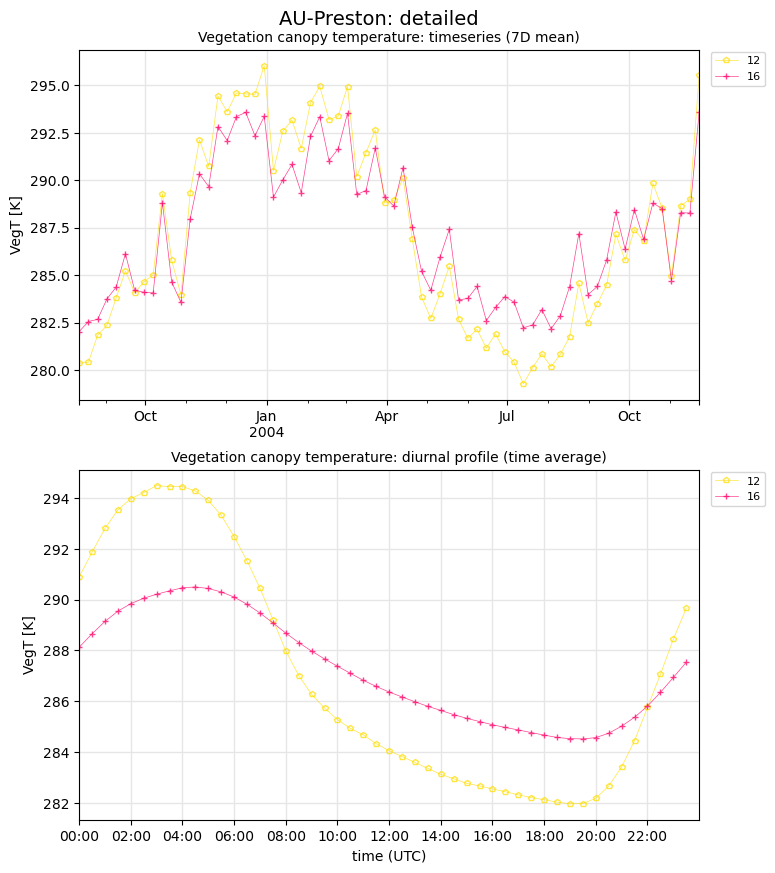 AU-Preston: detailed
Vegetation canopy temperature: timeseries (7D mean)
12
16
295.0
292.5
290.0
287.5
285.0
282.5
280.0
VegT [K]
Oct
Jan
2004
Apr
Jul
Oct
Vegetation canopy temperature: diurnal profile (time average)
12
16
294
292
290
288
286
284
282
VegT [K]
00:00
02:00
04:00
06:00
08:00
10:00
12:00
14:00
16:00
18:00
20:00
22:00
time (UTC)